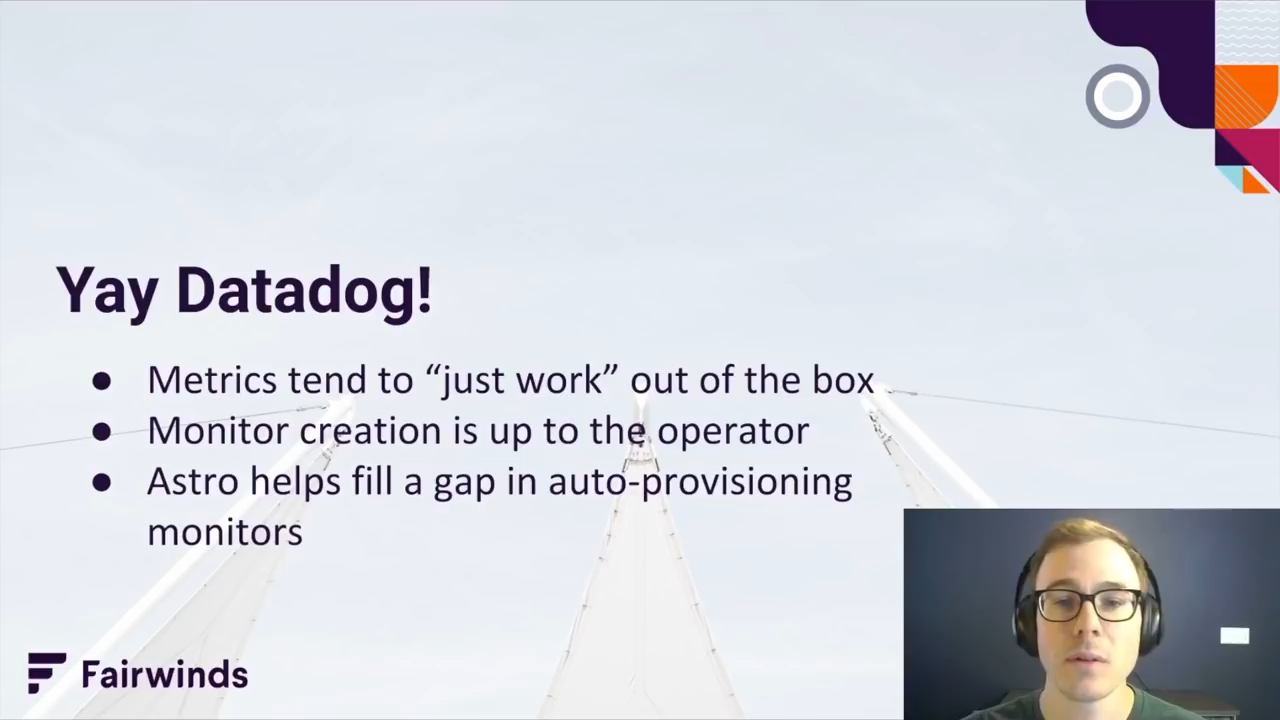 Yay Datadog!
● Metrics tend to “just work” out of the box
● Monitor creation is up to the operator
● Astro helps fill a gap in auto-provisioning
monitors
Fairwinds